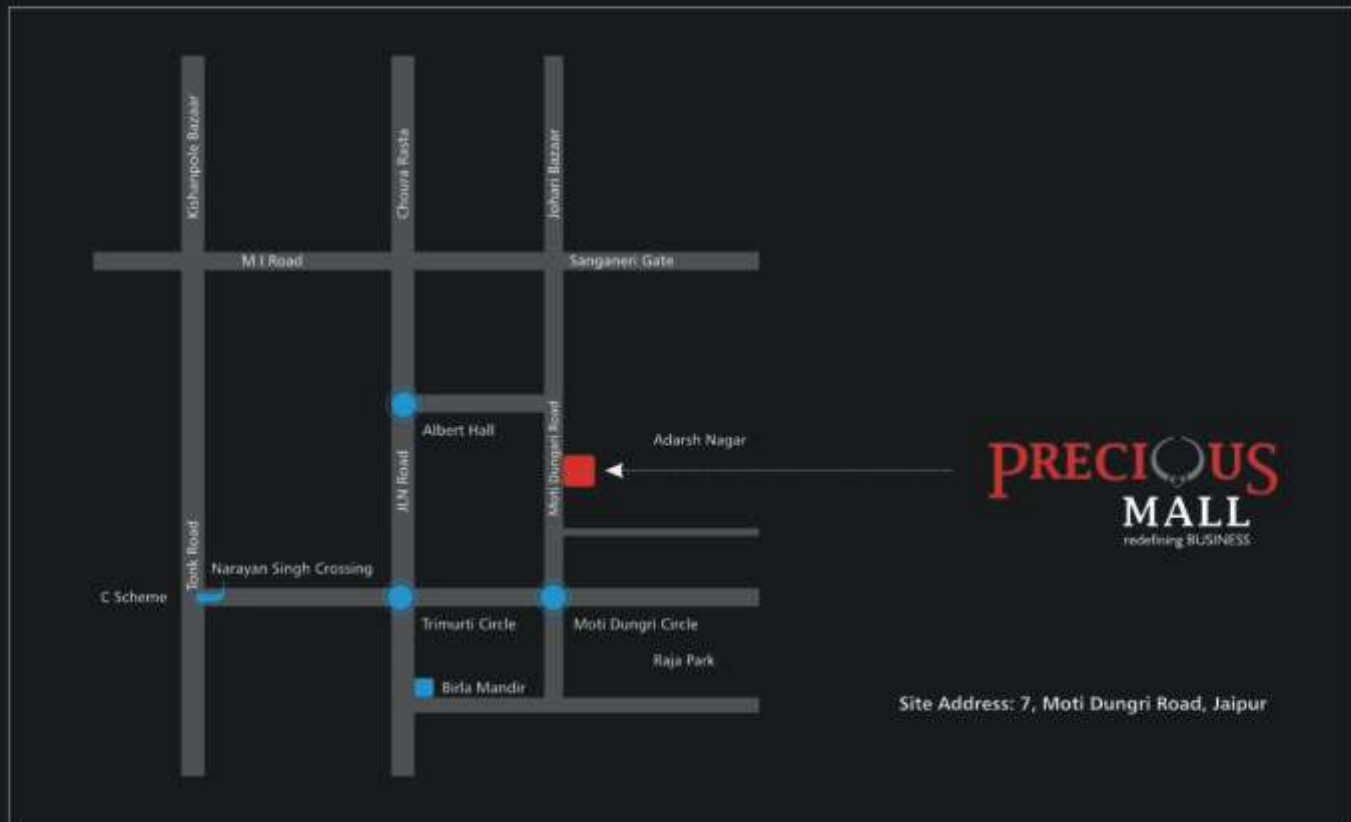 Kishanpole Bazaar
Choura Rasta
Johari Bazaar
M I Road
Sanganeri Gate
Albert Hall
Moti Dungari Road
Adarsh Nagar
JLN Road
PRECIOUS
MALL
redefining BUSINESS
Tonk Road
Narayan Singh Crossing
C Scheme
Trimurti Circle
Moti Dungri Circle
Raja Park
Birla Mandir
Site Address: 7, Moti Dungri Road, Jaipur